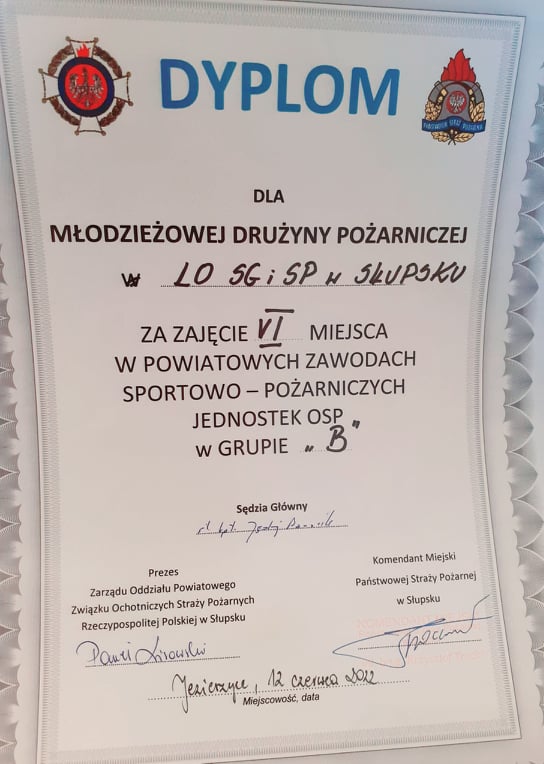 DYPLOM
DLA
MŁODZIEŻOWEJ DRUŻYNY POŻARNICZEJ
w LO SG i SP w SŁUPSKU
ZA ZAJĘCIE VI MIEJSCA
W POWIATOWYCH ZAWODACH
SPORTOWO – POŻARNICZYCH
JEDNOSTEK OSP
w GRUPIE „B"
Sędzia Główny
Prezes
Zarządu Oddziału Powiatowego
Związku Ochotniczych Straży Pożarnych
Rzeczypospolitej Polskiej w Słupsku
Komendant Miejski
Państwowej Straży Pożarnej
w Słupsku
Jezierzyce, 12 czerwca 2022
Miejscowość, data